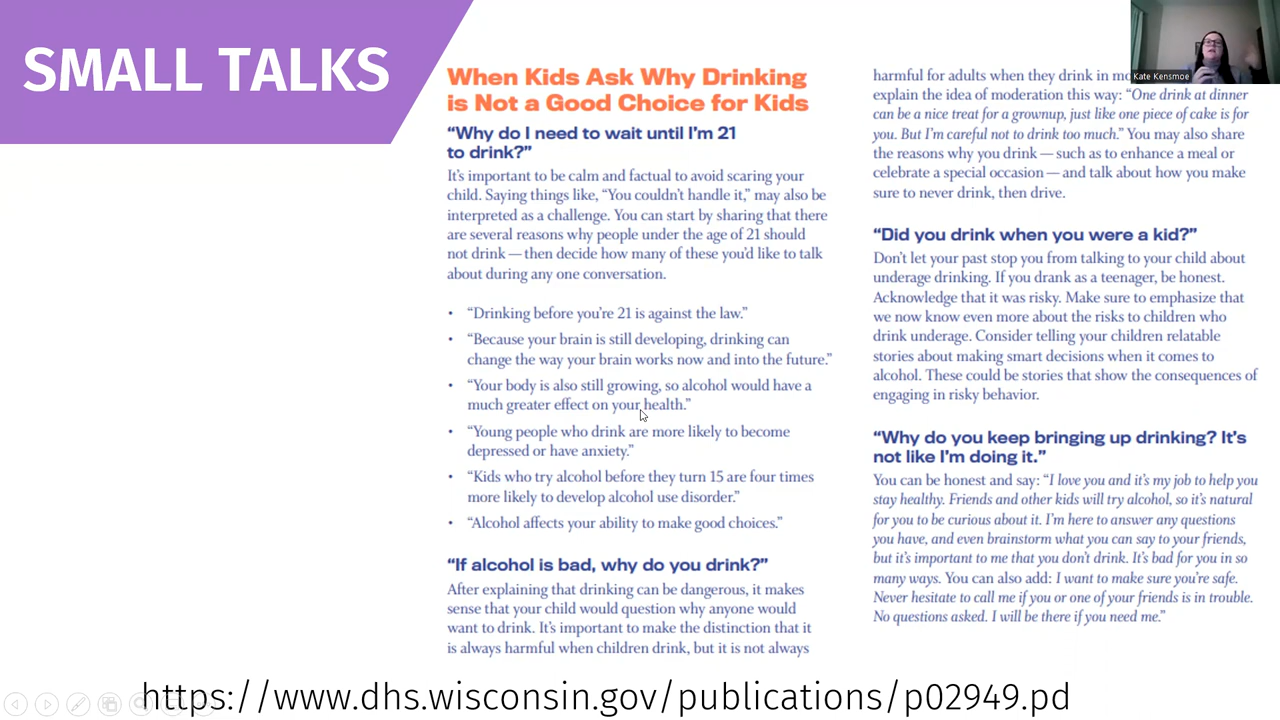 SMALL TALKS
When Kids Ask Why Drinking
is Not a Good Choice for Kids
“Why do I need to wait until I’m 21
to drink?”
It’s important to be calm and factual to avoid scaring your
child. Saying things like, “You couldn’t handle it,” may also be
interpreted as a challenge. You can start by sharing that there
are several reasons why people under the age of 21 should
not drink — then decide how many of these you’d like to talk
about during any one conversation.
• “Drinking before you’re 21 is against the law.”
• “Because your brain is still developing, drinking can
change the way your brain works now and into the future.”
• “Your body is also still growing, so alcohol would have a
much greater effect on your health.”
• “Young people who drink are more likely to become
depressed or have anxiety.”
• “Kids who try alcohol before they turn 15 are four times
more likely to develop alcohol use disorder.”
• “Alcohol affects your ability to make good choices.”
“If alcohol is bad, why do you drink?”
After explaining that drinking can be dangerous, it makes
sense that your child would question why anyone would
want to drink. It’s important to make the distinction that it
is always harmful when children drink, but it is not always
harmful for adults when they drink in
explain the idea of moderation this way: “One drink at dinner
can be a nice treat for a grownup, just like one piece of cake is for
you. But I’m careful not to drink too much.” You may also share
the reasons why you drink — such as to enhance a meal or
celebrate a special occasion — and talk about how you make
sure to never drink, then drive.
“Did you drink when you were a kid?”
Don’t let your past stop you from talking to your child about
underage drinking. If you drank as a teenager, be honest.
Acknowledge that it was risky. Make sure to emphasize that
we now know even more about the risks to children who
drink underage. Consider telling your children relatable
stories about making smart decisions when it comes to
alcohol. These could be stories that show the consequences of
engaging in risky behavior.
“Why do you keep bringing up drinking? It’s
not like I’m doing it.”
You can be honest and say: “I love you and it’s my job to help you
stay healthy. Friends and other kids will try alcohol, so it’s natural
for you to be curious about it. I’m here to answer any questions
you have, and even brainstorm what you can say to your friends,
but it’s important to me that you don’t drink. It’s bad for you in so
many ways. You can also add: I want to make sure you’re safe.
Never hesitate to call me if you or one of your friends is in trouble.
No questions asked. I will be there if you need me.”
Kate Kensmoe
https://www.dhs.wisconsin.gov/publications/p02949.pd